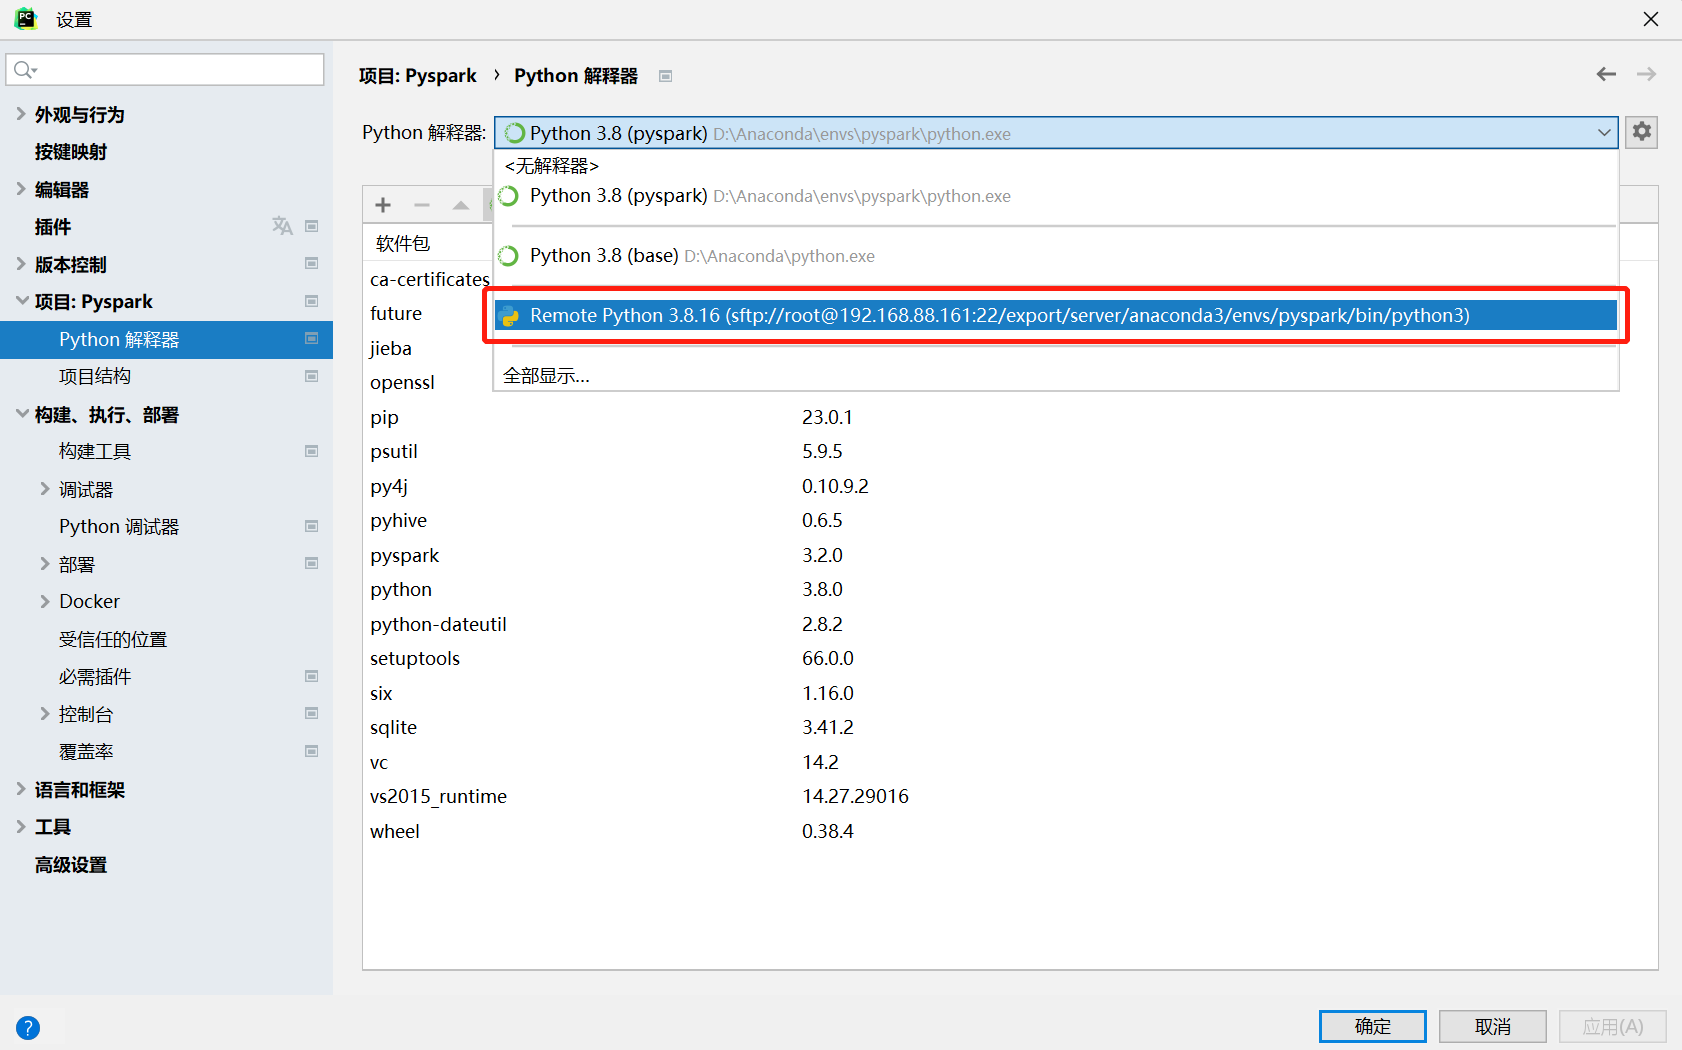 设置
外观与行为
按键映射
编辑器
插件
版本控制
项目: Pyspark
Python 解释器
项目结构
构建、执行、部署
构建工具
调试器
Python 调试器
部署
Docker
受信任的位置
必需插件
控制台
覆盖率
语言和框架
工具
高级设置
项目: Pyspark › Python 解释器
Python 解释器: Python 3.8 (pyspark) D:\Anaconda\envs\pyspark\python.exe
<无解释器>
Python 3.8 (pyspark) D:\Anaconda\envs\pyspark\python.exe
Python 3.8 (base) D:\Anaconda\python.exe
Remote Python 3.8.16 (sftp://root@192.168.88.161:22/export/server/anaconda3/envs/pyspark/bin/python3)
全部显示...
软件包
ca-certificates
future
jieba
openssl
pip 23.0.1
psutil 5.9.5
py4j 0.10.9.2
pyhive 0.6.5
pyspark 3.2.0
python 3.8.0
python-dateutil 2.8.2
setuptools 66.0.0
six 1.16.0
sqlite 3.41.2
vc 14.2
vs2015_runtime 14.27.29016
wheel 0.38.4
? 确定 取消 应用(A)